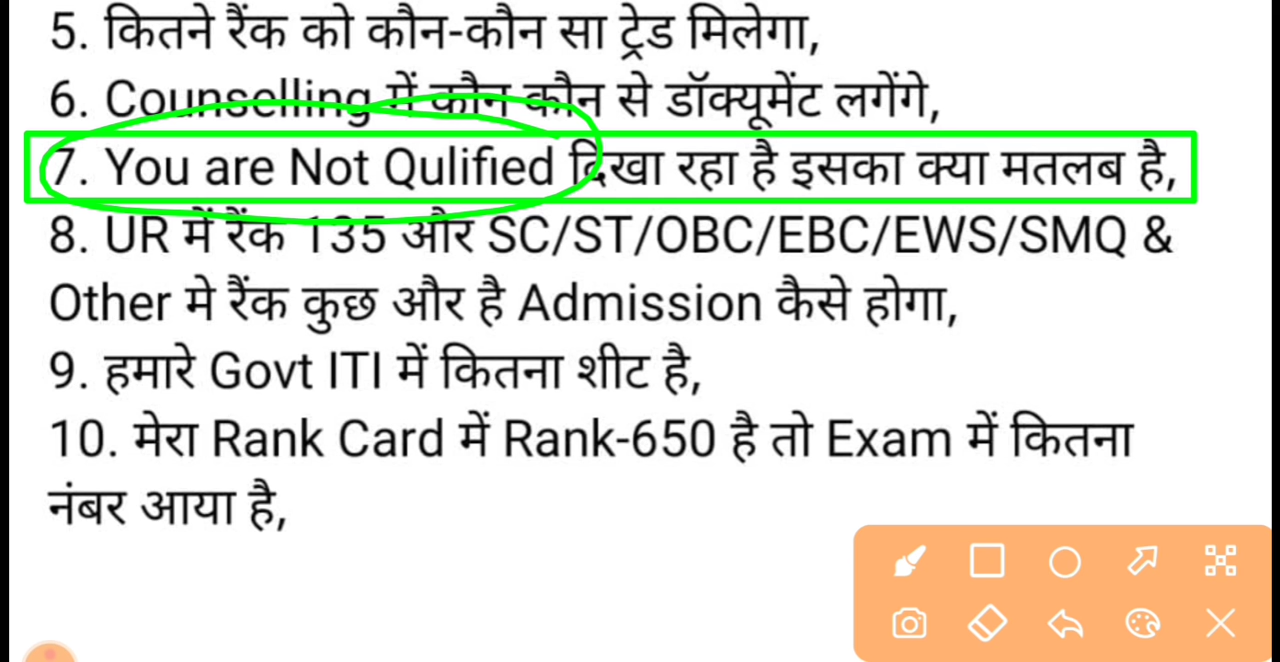 5. कितने रैंक को कौन-कौन सा ट्रेड मिलेगा,
6. Counselling में कौन कौन से डॉक्यूमेंट लगेंगे,
7. You are Not Qulified दिखा रहा है इसका क्या मतलब है,
8. UR में रैंक 135 और SC/ST/OBC/EBC/EWS/SMQ &
Other मे रैंक कुछ और है Admission कैसे होगा,
9. हमारे Govt ITI में कितना शीट है,
10. मेरा Rank Card में Rank-650 है तो Exam में कितना
नंबर आया है,